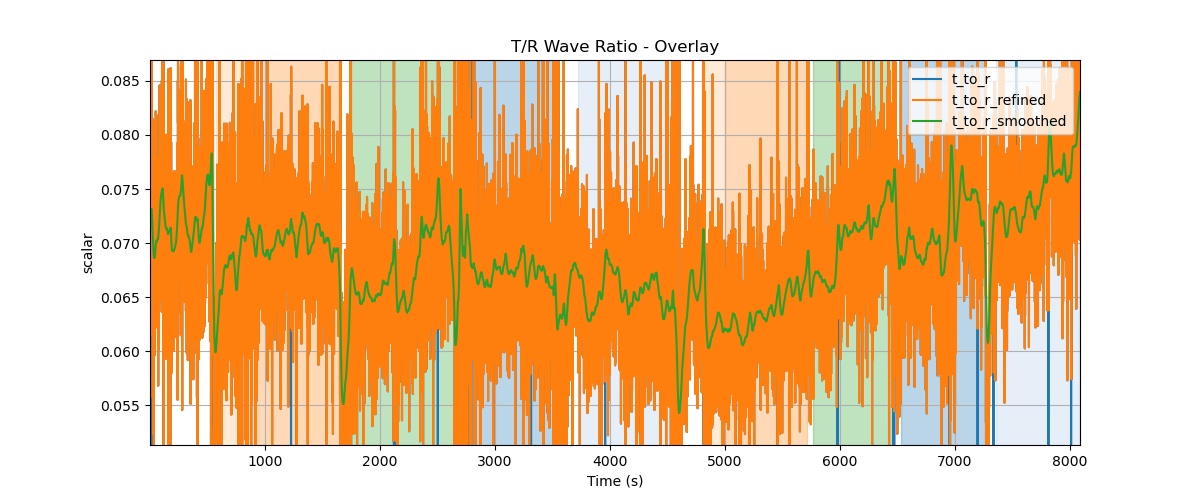 T/R Wave Ratio - Overlay
t_to_r
t_to_r_refined
t_to_r_smoothed
scalar
0.085
0.080
0.075
0.070
0.065
0.060
0.055
1000 2000 3000 4000 5000 6000 7000 8000
Time (s)